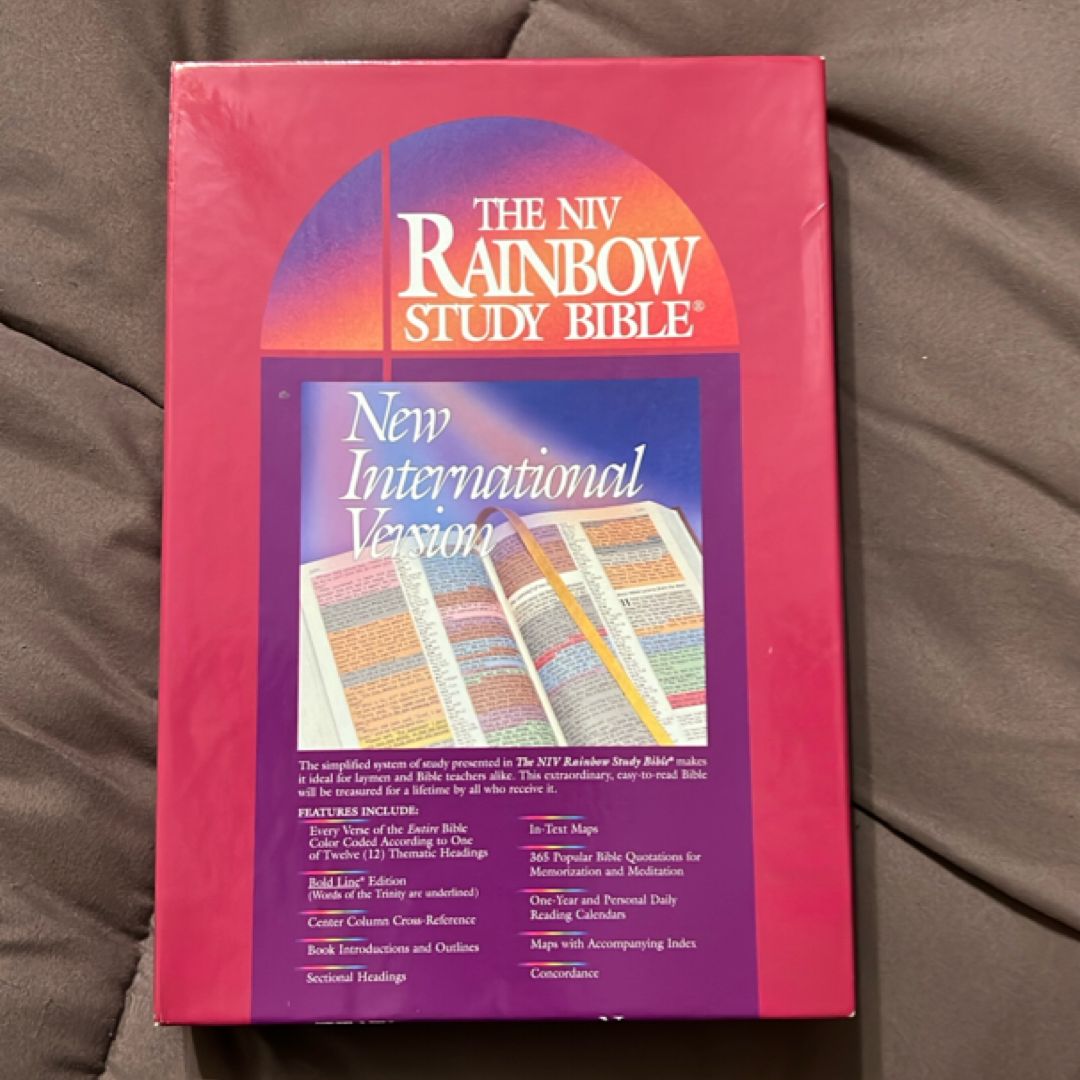 THE NIV
RAINBOW
STUDY BIBLE®
New
International
Version
The simplified system of study presented in The NIV Rainbow Study Bible® makes
it ideal for laymen and Bible teachers alike. This extraordinary, easy-to-read Bible
will be treasured for a lifetime by all who receive it.
FEATURES INCLUDE:
Every Verse of the Entire Bible
Color Coded According to One
of Twelve (12) Thematic Headings
Bold Line® Edition
(Words of the Trinity are underlined)
Center Column Cross-Reference
Book Introductions and Outlines
Sectional Headings
In-Text Maps
365 Popular Bible Quotations for
Memorization and Meditation
One-Year and Personal Daily
Reading Calendars
Maps with Accompanying Index
Concordance